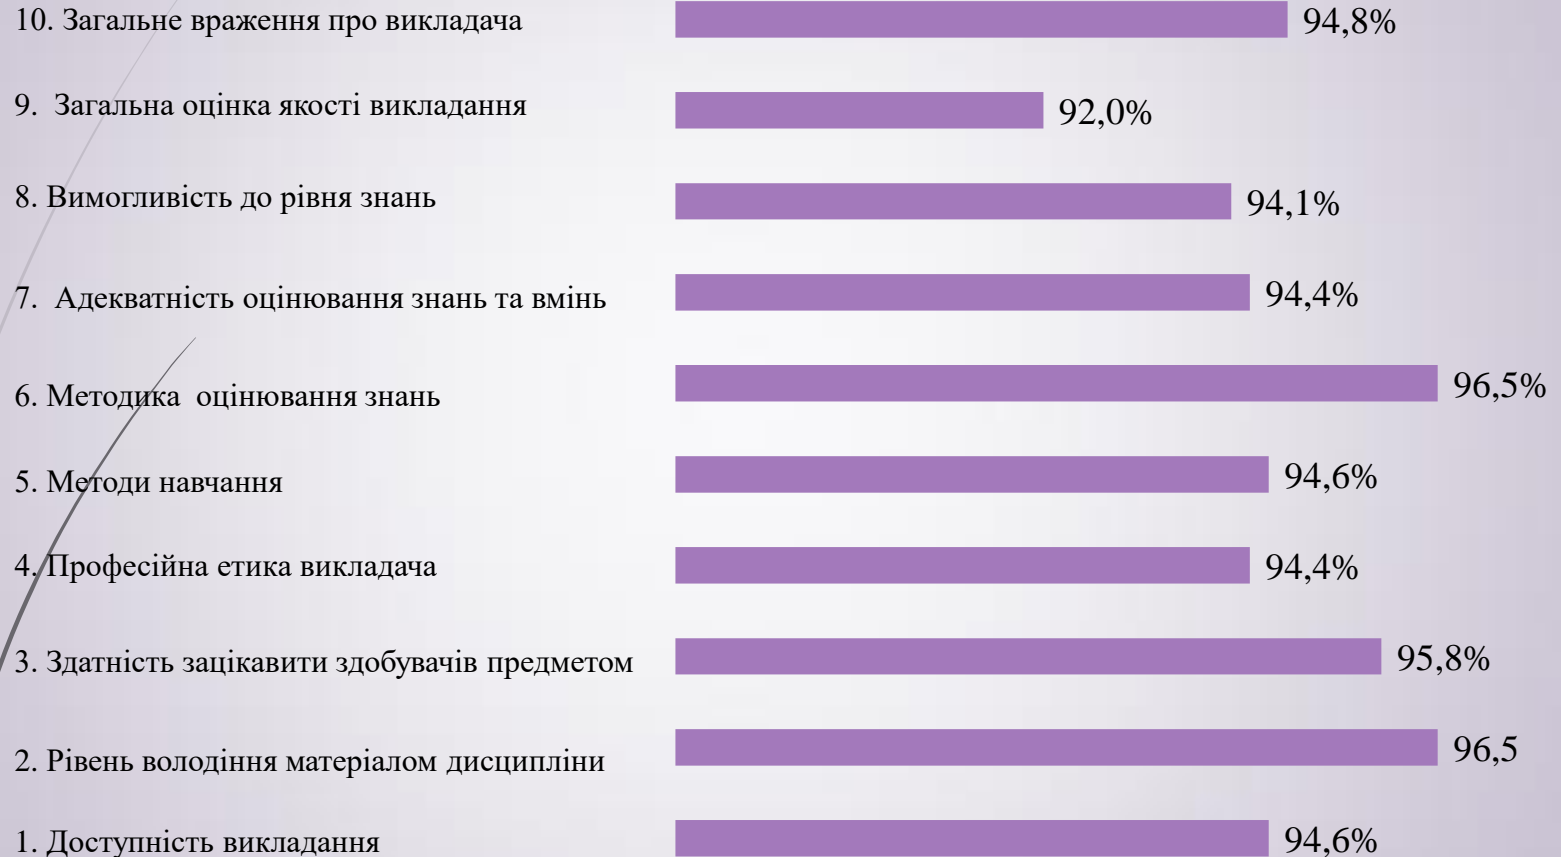 10. Загальне враження про викладача 94,8%
9. Загальна оцінка якості викладання 92,0%
8. Вимогливість до рівня знань 94,1%
7. Адекватність оцінювання знань та вмінь 94,4%
6. Методика оцінювання знань 96,5%
5. Методи навчання 94,6%
4. Професійна етика викладача 94,4%
3. Здатність зацікавити здобувачів предметом 95,8%
2. Рівень володіння матеріалом дисципліни 96,5
1. Доступність викладання 94,6%